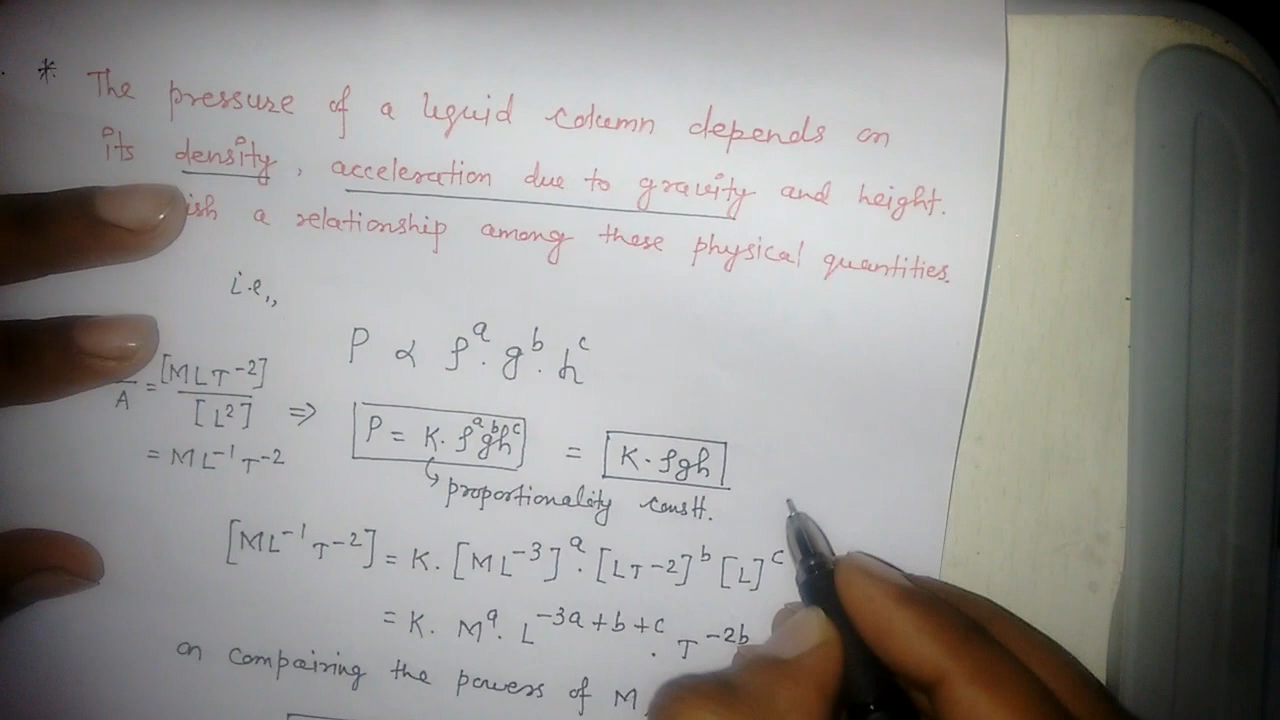 * The pressure of a liquid column depends on
its density, acceleration due to gravity and height.
a relationship among these physical quantities.
i.e.,,
P ∝ ρ^a. g^b. h^c
A = [MLT^-2] / [L^2] ⇒ P = K. ρ^a g^b h^c = K. ρgh
= ML^-1 T^-2
proportionality constt.
[ML^-1 T^-2] = K. [ML^-3]^a. [LT^-2]^b [L]^c
= K. M^a. L^-3a+b+c. T^-2b
on compairing the powers of M,